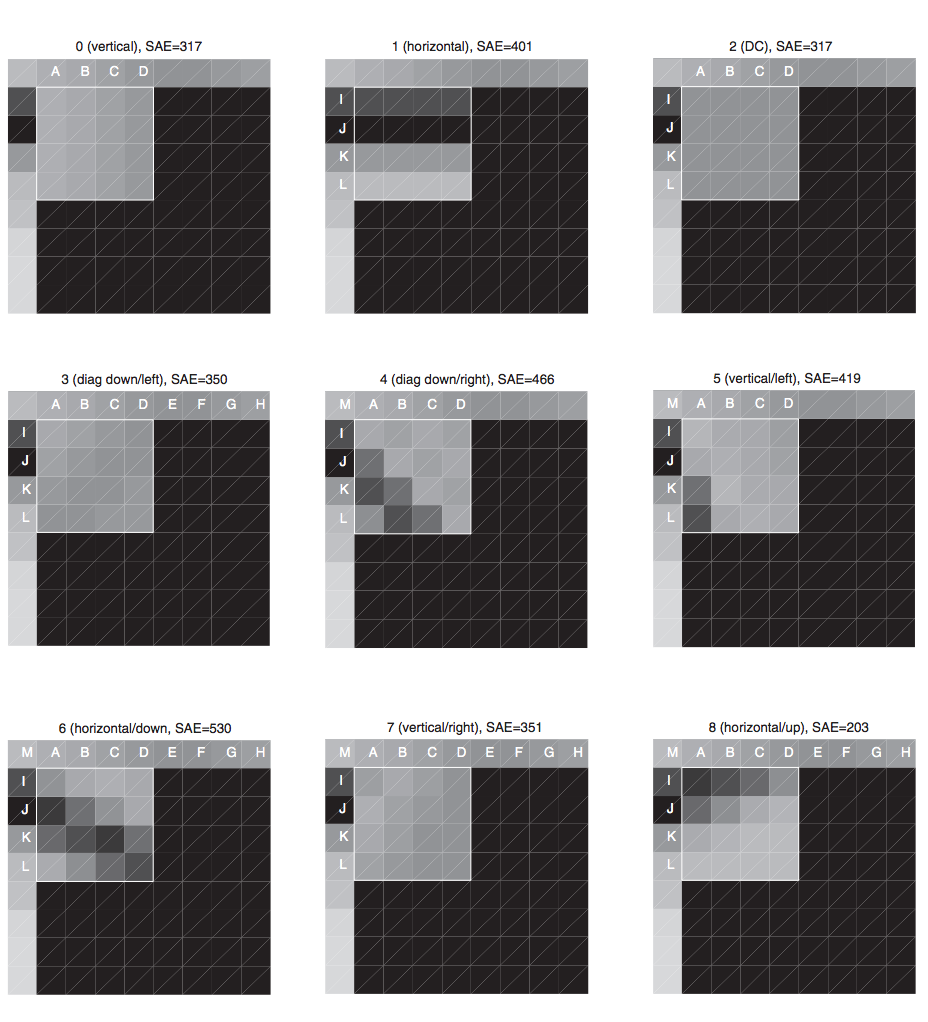 0 (vertical), SAE=317
1 (horizontal), SAE=401
2 (DC), SAE=317
A B C D
I
J
K
L
A B C D
I
J
K
L
3 (diag down/left), SAE=350
4 (diag down/right), SAE=466
5 (vertical/left), SAE=419
A B C D E F G H
I
J
K
L
M A B C D
I
J
K
L
M A B C D
I
J
K
L
6 (horizontal/down, SAE=530
7 (vertical/right), SAE=351
8 (horizontal/up), SAE=203
M A B C D E F G H
I
J
K
L
M A B C D E F G H
I
J
K
L
M A B C D E F G H
I
J
K
L